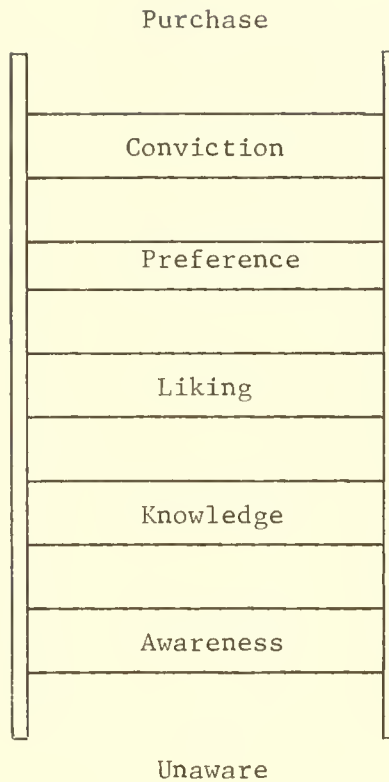 Purchase
Conviction
Preference
Liking
Knowledge
Awareness
Unaware